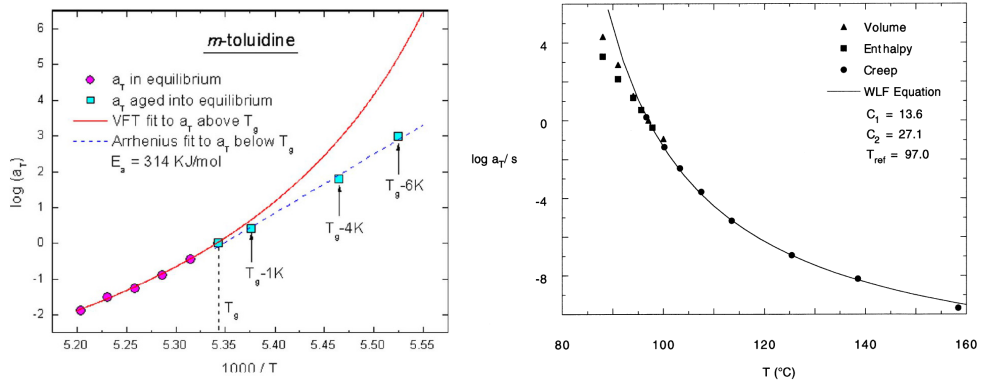 m-toluidine
a_T in equilibrium
a_T aged into equilibrium
VFT fit to a_T above T_g
Arrhenius fit to a_T below T_g
E_a = 314 KJ/mol
log (a_T)
6
5
4
3
2
1
0
-1
-2
T_g-6K
T_g-4K
T_g-1K
T_g
5.20
5.25
5.30
5.35
5.40
5.45
5.50
5.55
1000 / T
Volume
Enthalpy
Creep
WLF Equation
C_1 = 13.6
C_2 = 27.1
T_ref = 97.0
log a_T/ s
4
0
-4
-8
80
100
120
140
160
T (°C)